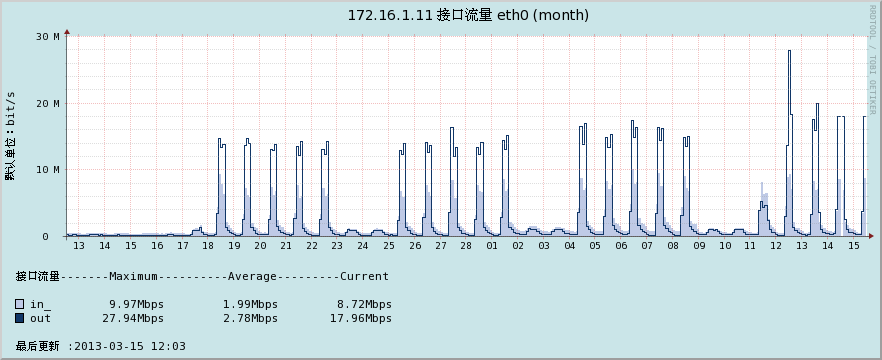 172.16.1.11 接口流量 eth0 (month)
RRDTOOL / TOBI OETIKER
默认单位：bit/s
30 M
20 M
10 M
0
13 14 15 16 17 18 19 20 21 22 23 24 25 26 27 28 01 02 03 04 05 06 07 08 09 10 11 12 13 14 15
接口流量-------Maximum----------Average---------Current
in_ 9.97Mbps 1.99Mbps 8.72Mbps
out 27.94Mbps 2.78Mbps 17.96Mbps
最后更新 :2013-03-15 12:03